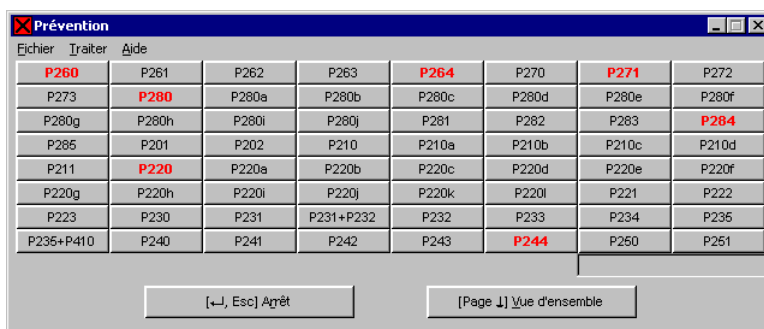 Prévention
Fichier Traiter Aide
P260 P261 P262 P263 P264 P270 P271 P272
P273 P280 P280a P280b P280c P280d P280e P280f
P280g P280h P280i P280j P281 P282 P283 P284
P285 P201 P202 P210 P210a P210b P210c P210d
P211 P220 P220a P220b P220c P220d P220e P220f
P220g P220h P220i P220j P220k P220l P221 P222
P223 P230 P231 P231+P232 P232 P233 P234 P235
P235+P410 P240 P241 P242 P243 P244 P250 P251
[↵, Esc] Arrêt [Page ↓] Vue d'ensemble